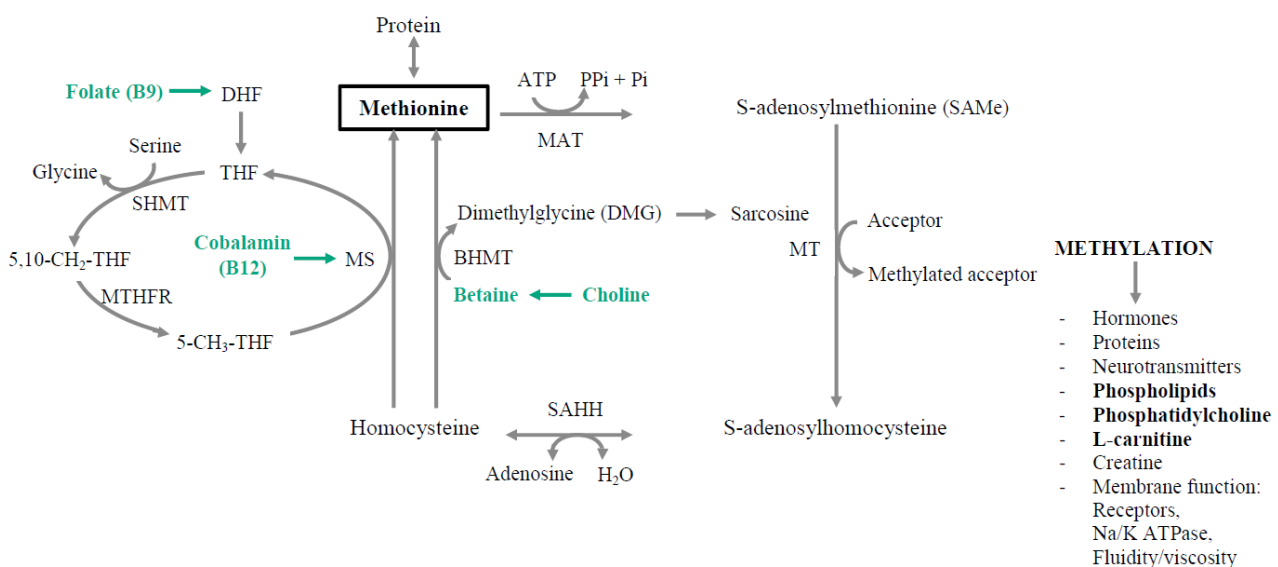 Protein
Folate (B9)
DHF
Methionine
ATP
PPi + Pi
MAT
S-adenosylmethionine (SAMe)
Serine
Glycine
THF
SHMT
Cobalamin
(B12)
MS
5,10-CH₂-THF
MTHFR
5-CH₃-THF
Dimethylglycine (DMG)
Sarcosine
BHMT
Betaine
Choline
MT
Acceptor
Methylated acceptor
Homocysteine
SAHH
Adenosine
H₂O
S-adenosylhomocysteine
METHYLATION
- Hormones
- Proteins
- Neurotransmitters
- Phospholipids
- Phosphatidylcholine
- L-carnitine
- Creatine
- Membrane function:
Receptors,
Na/K ATPase,
Fluidity/viscosity